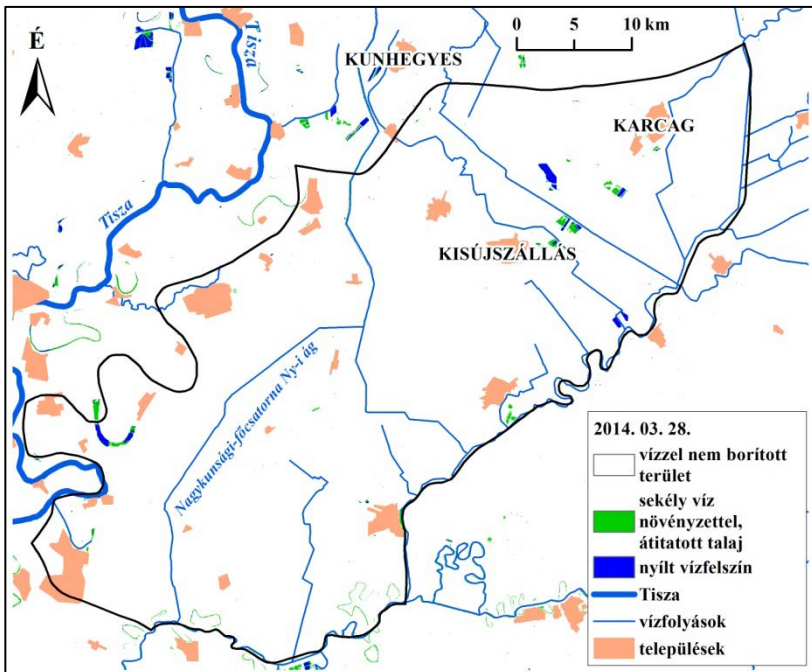 É
0 5 10 km
Tisza
KUNHEGYES
KARCAG
Tisza
KISÚJSZÁLLÁS
Nagykunsági-főcsatorna Ny-i ág
2014. 03. 28.
vízzel nem borított
terület
sekély víz
növényzettel,
átitatott talaj
nyílt vízfelszín
Tisza
vízfolyások
települések